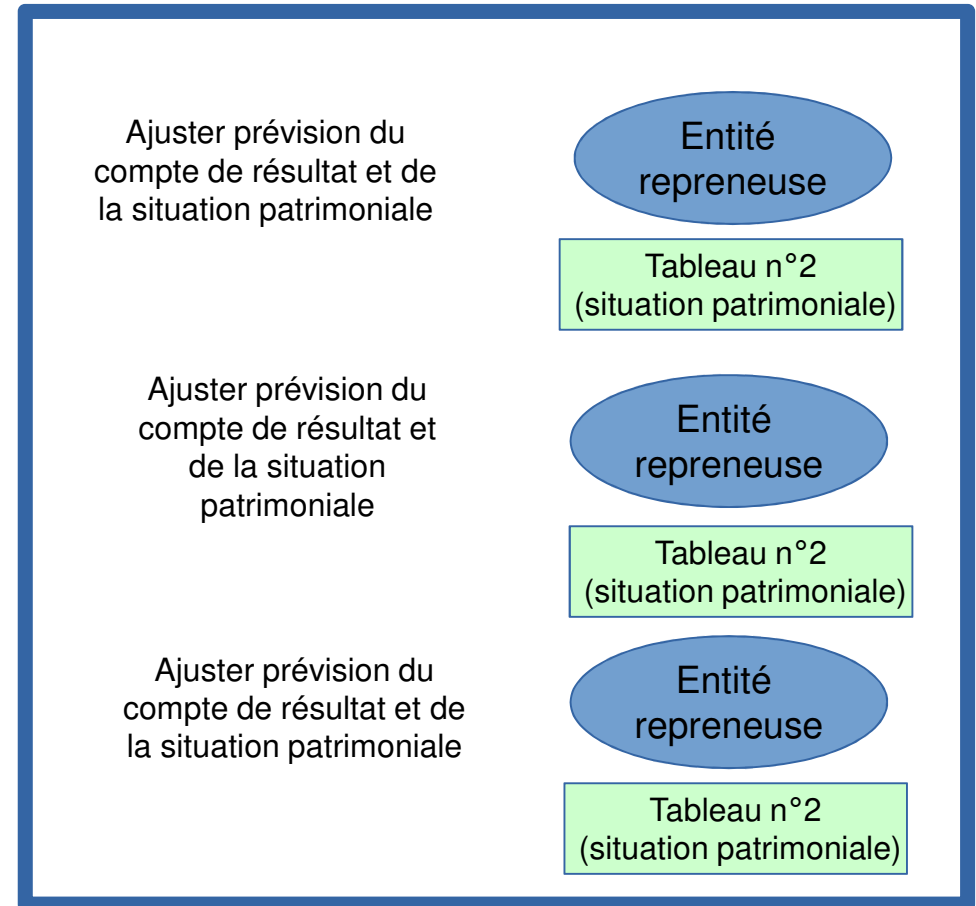 Ajuster prévision du
compte de résultat et de
la situation patrimoniale
Entité
repreneuse
Tableau n°2
(situation patrimoniale)
Ajuster prévision du
compte de résultat et
de la situation
patrimoniale
Entité
repreneuse
Tableau n°2
(situation patrimoniale)
Ajuster prévision du
compte de résultat et de
la situation patrimoniale
Entité
repreneuse
Tableau n°2
(situation patrimoniale)